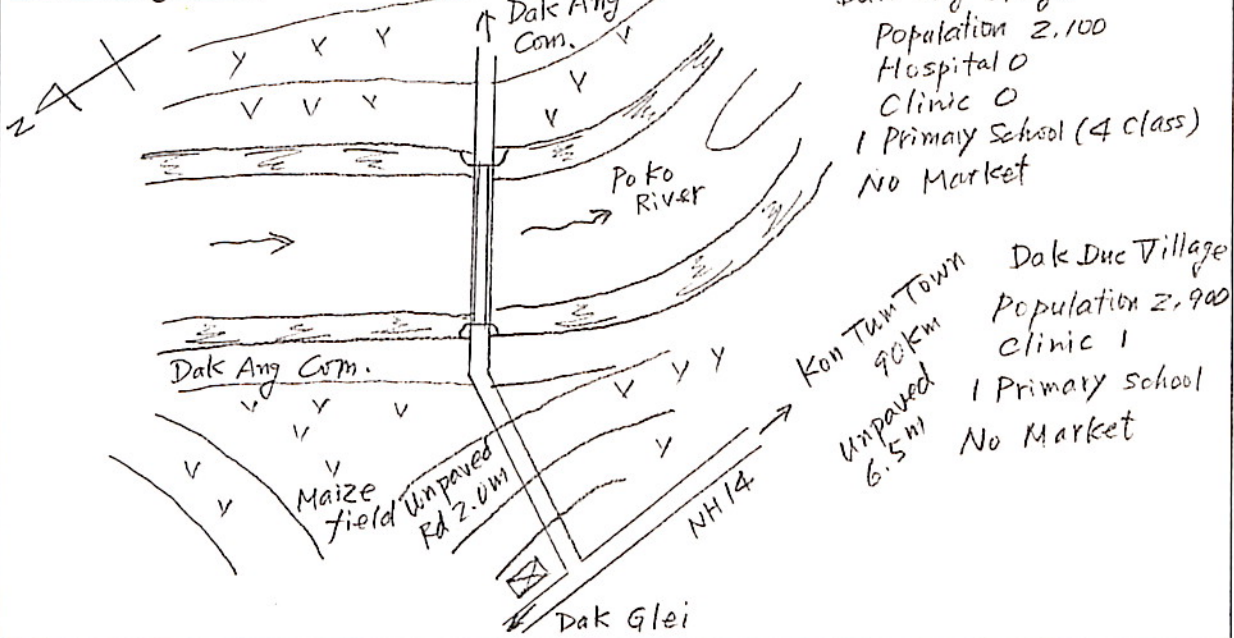 Dak Ang
Com.
Population 2,100
Hospital 0
Clinic 0
1 Primary School (4 Class)
No Market
N
Po Ko
River
Dak Duc Village
Population 2,900
Clinic 1
1 Primary School
No Market
Kon Tum Town
90km
Unpaved
6.5m
Dak Ang Com.
Maize
field
Unpaved
Rd 2.0m
NH14
Dak Glei